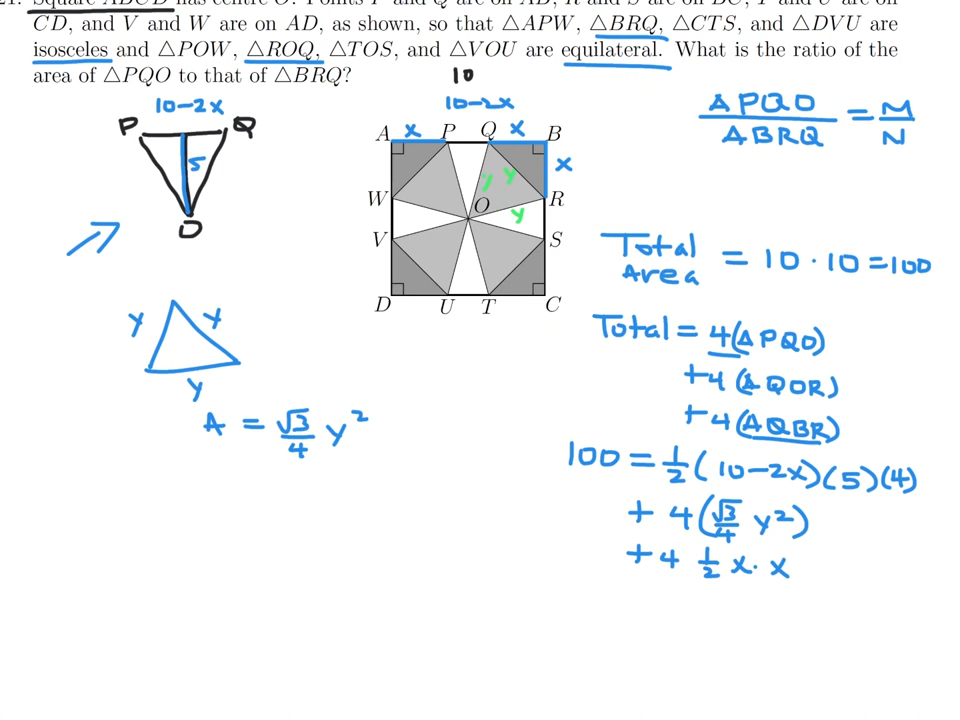 CD, and V and W are on AD, as shown, so that △APW, △BRQ, △CTS, and △DVU are
isosceles and △POW, △ROQ, △TOS, and △VOU are equilateral. What is the ratio of the
area of △PQO to that of △BRQ?
10
10-2x
P Q
5
O
10-2x
A x P Q x B
x
W R
y y
O y
V S
D U T C
△PQO / △BRQ = M / N
Total Area = 10 · 10 = 100
Total = 4(△PQO)
+4(△QOR)
+4(△QBR)
100 = 1/2 (10-2x)(5)(4)
+ 4(√3/4 y²)
+ 4 1/2 x · x
y y
y
A = √3/4 y²